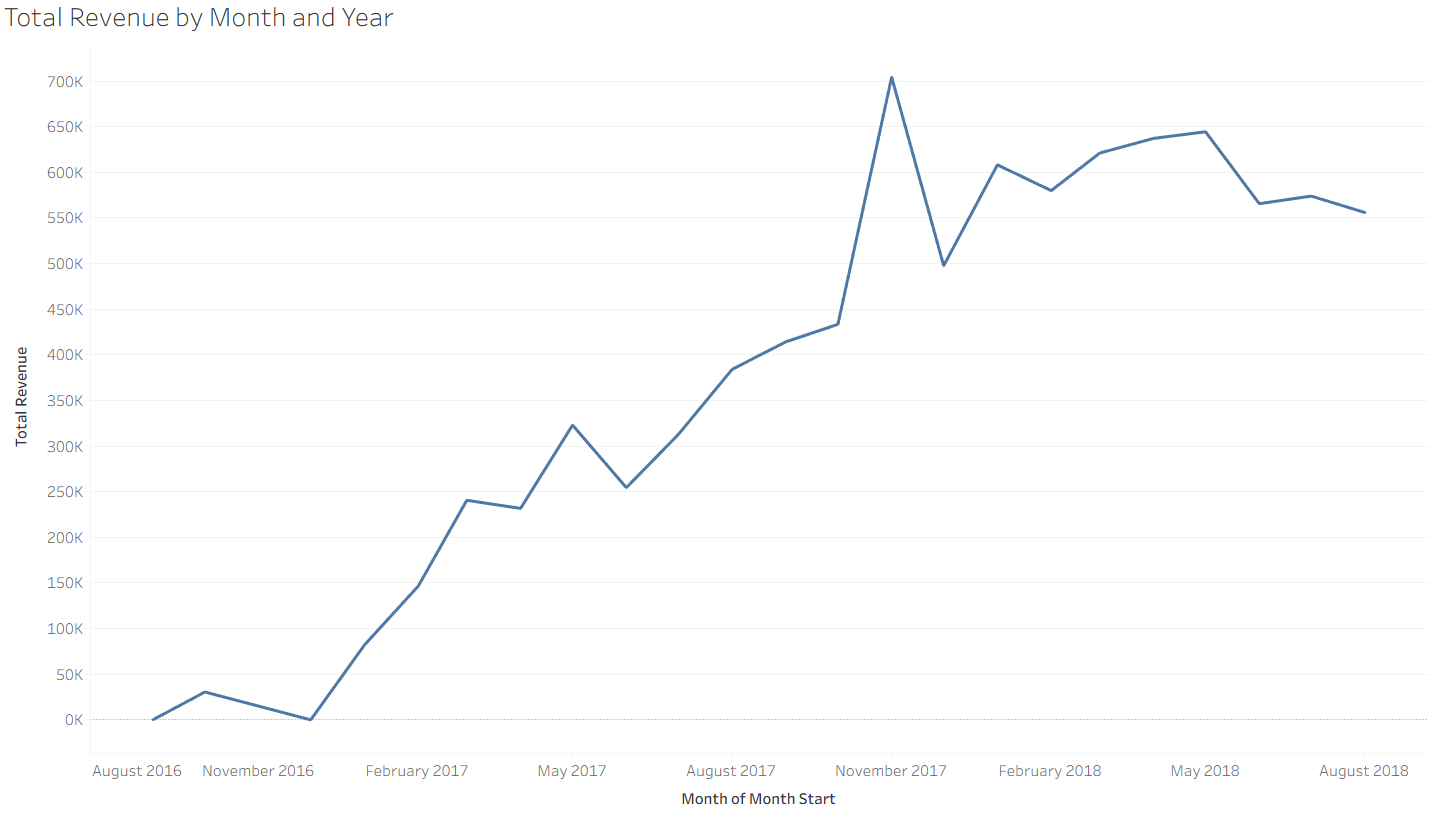 Total Revenue by Month and Year
700K
650K
600K
550K
500K
450K
400K
350K
300K
250K
200K
150K
100K
50K
0K
Total Revenue
August 2016 November 2016 February 2017 May 2017 August 2017 November 2017 February 2018 May 2018 August 2018
Month of Month Start